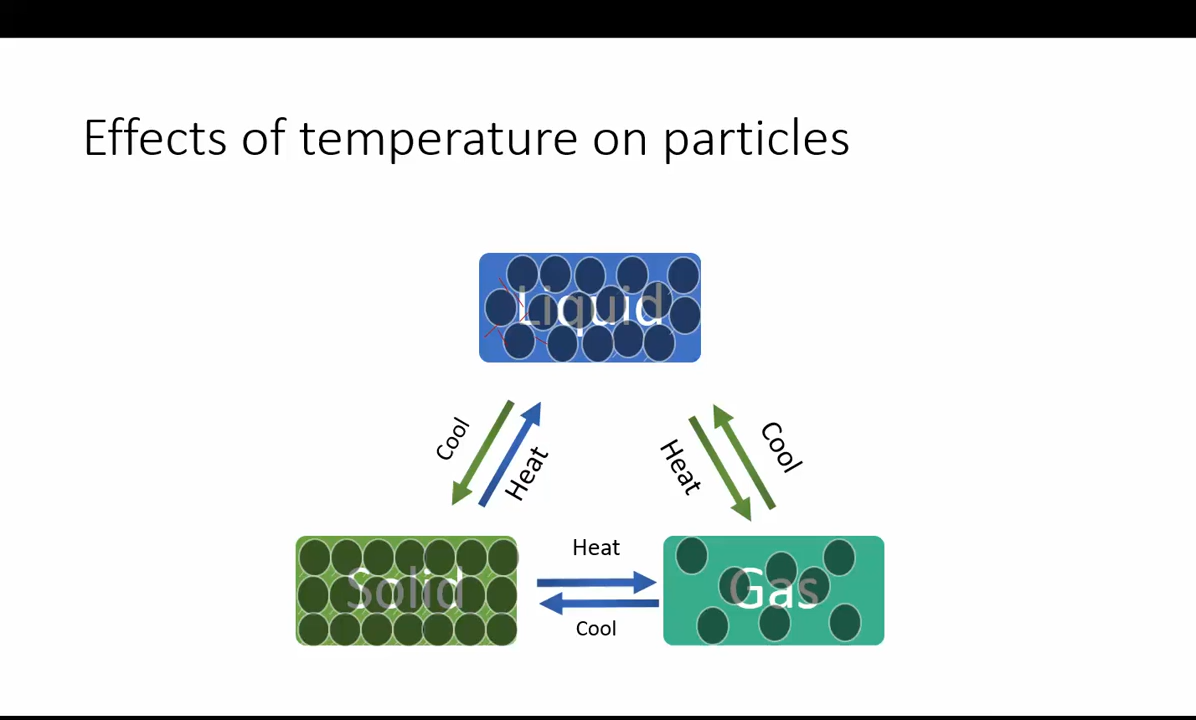 Effects of temperature on particles
Liquid
Cool
Heat
Heat
Cool
Solid
Heat
Cool
Gas